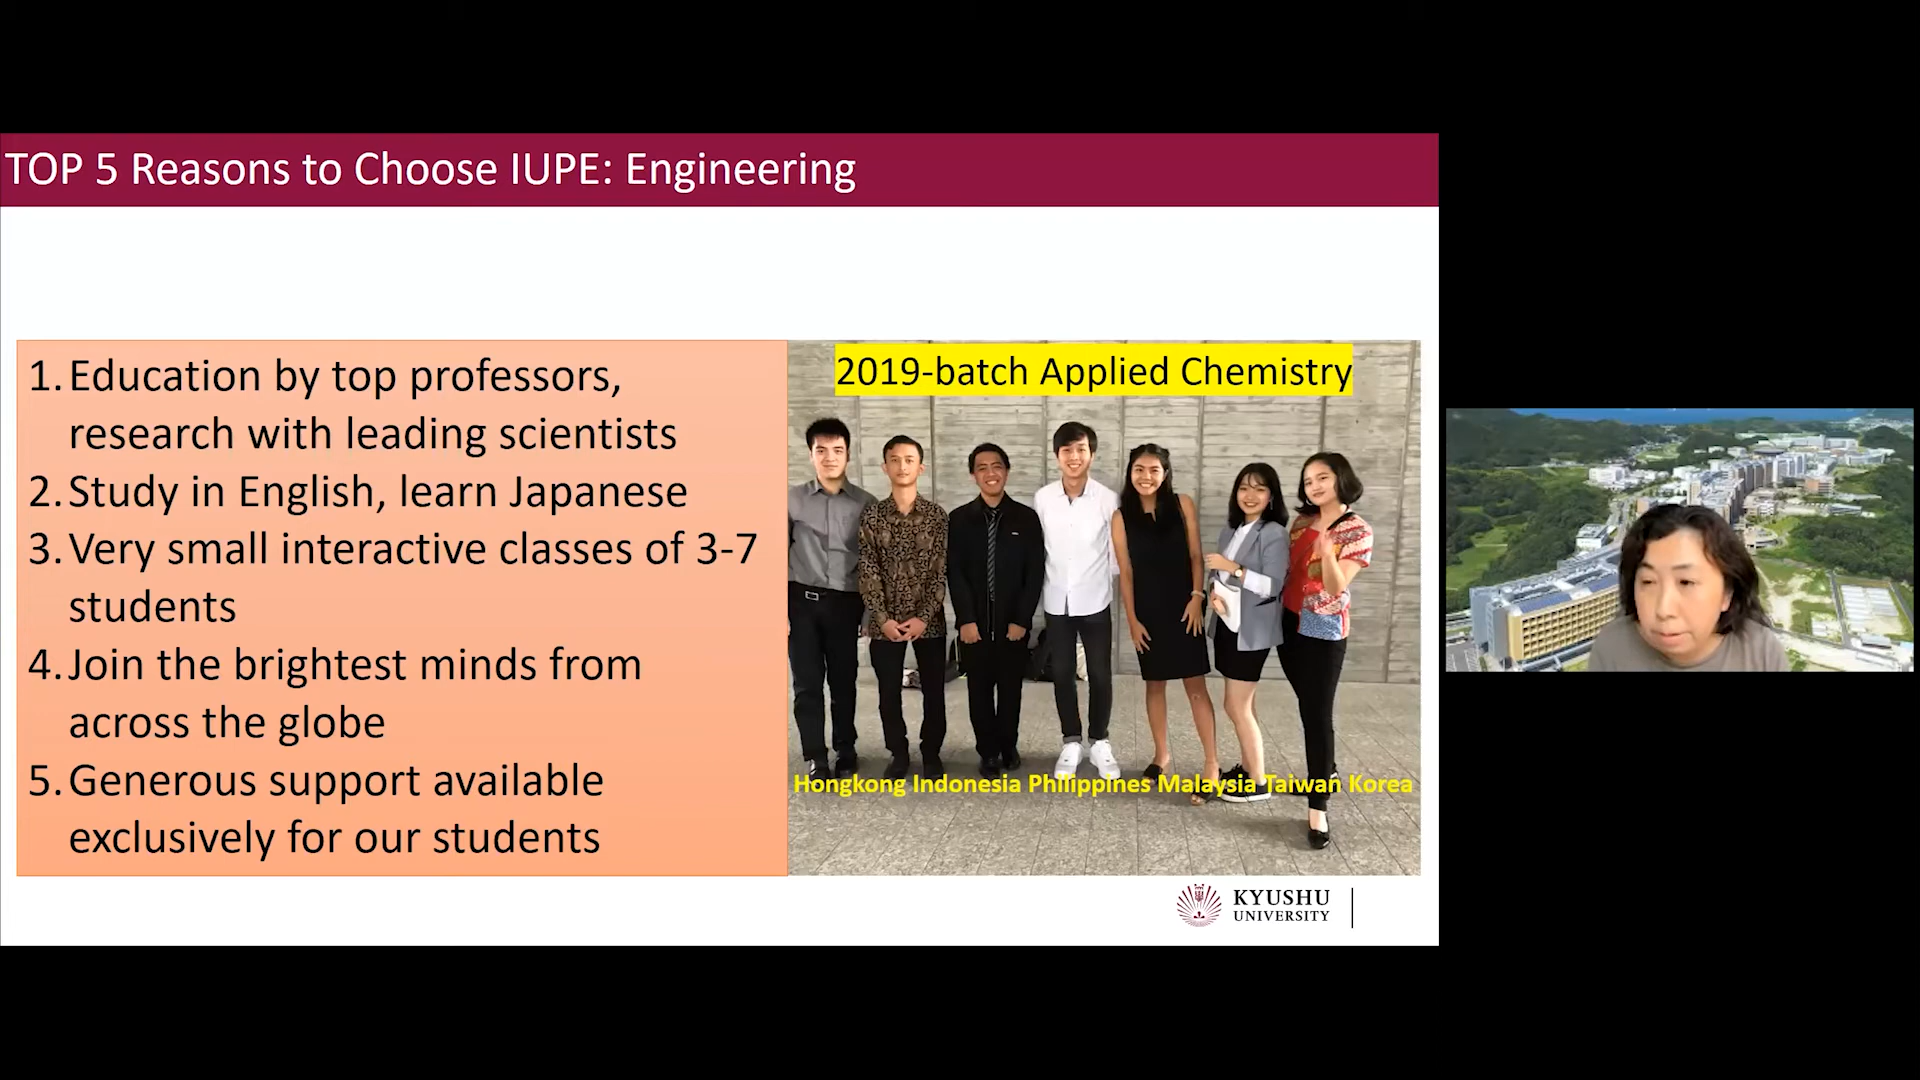 TOP 5 Reasons to Choose IUPE: Engineering
1. Education by top professors,
research with leading scientists
2. Study in English, learn Japanese
3. Very small interactive classes of 3-7
students
4. Join the brightest minds from
across the globe
5. Generous support available
exclusively for our students
2019-batch Applied Chemistry
Hongkong Indonesia Philippines Malaysia Taiwan Korea
KYUSHU
UNIVERSITY